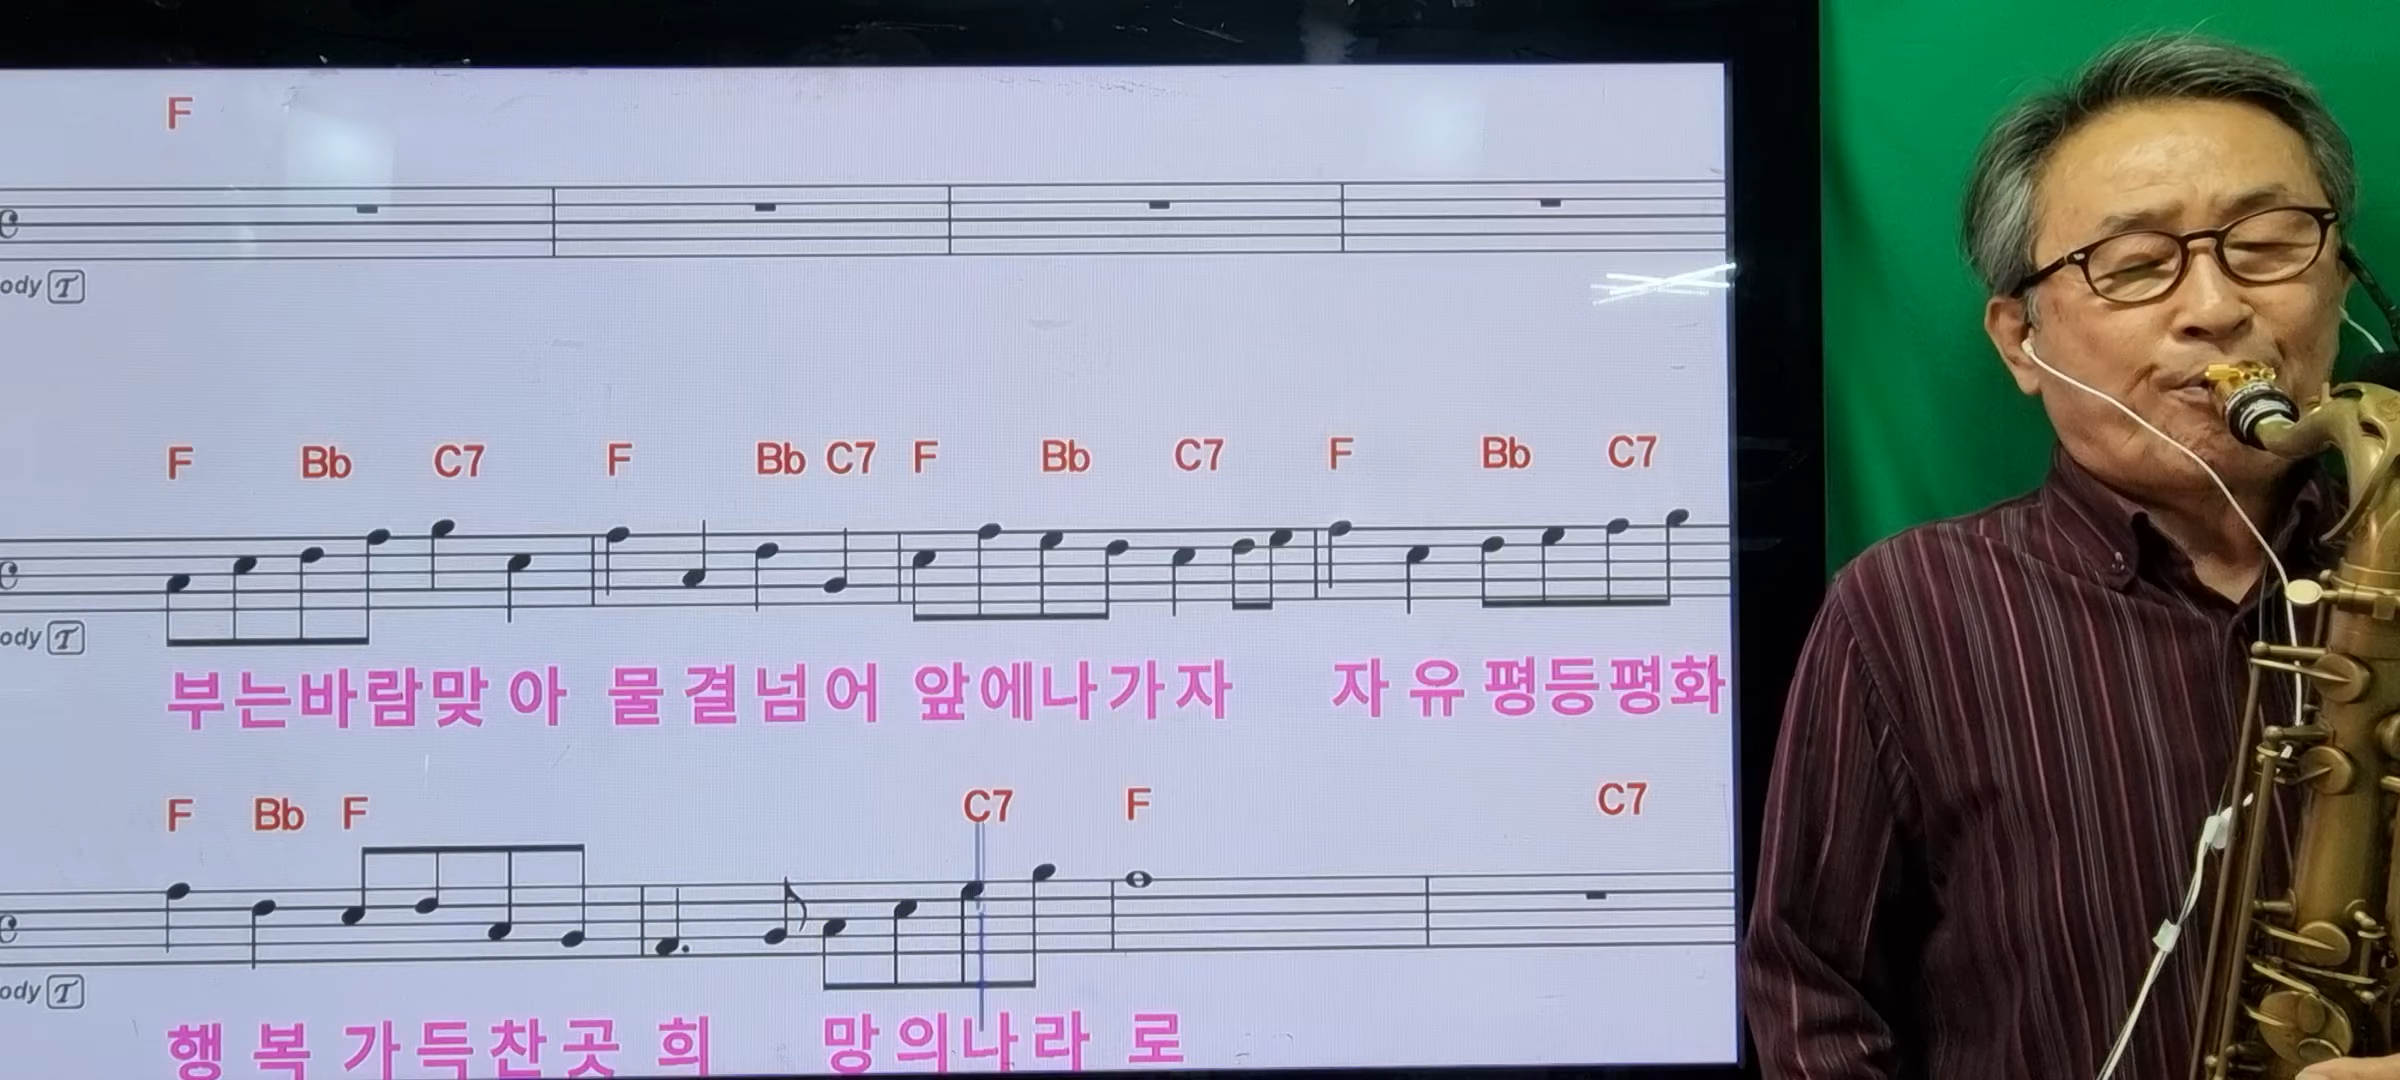 F
ody T
F Bb C7 F Bb C7 F Bb C7 F Bb C7
ody T
부는바람맞 아 물 결 넘 어 앞에나가자 자 유 평등평화
F Bb F C7 F C7
ody T
행 복 가 득 찬 곳 희 망 의 나 라 로